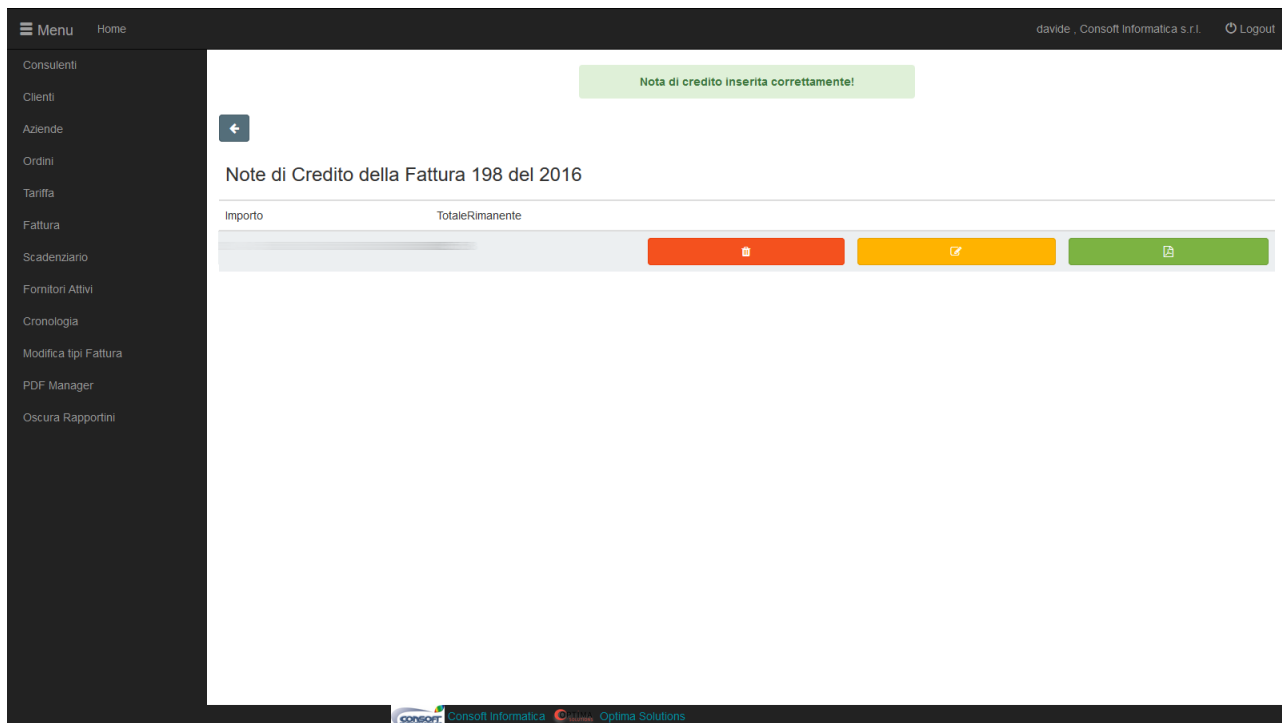 Menu Home davide , Consoft Informatica s.r.l. Logout
Consulenti
Clienti
Aziende
Ordini
Tariffa
Fattura
Scadenziario
Fornitori Attivi
Cronologia
Modifica tipi Fattura
PDF Manager
Oscura Rapportini
Nota di credito inserita correttamente!
Note di Credito della Fattura 198 del 2016
Importo TotaleRimanente
CONSOFT Consoft Informatica OPTIMA Optima Solutions